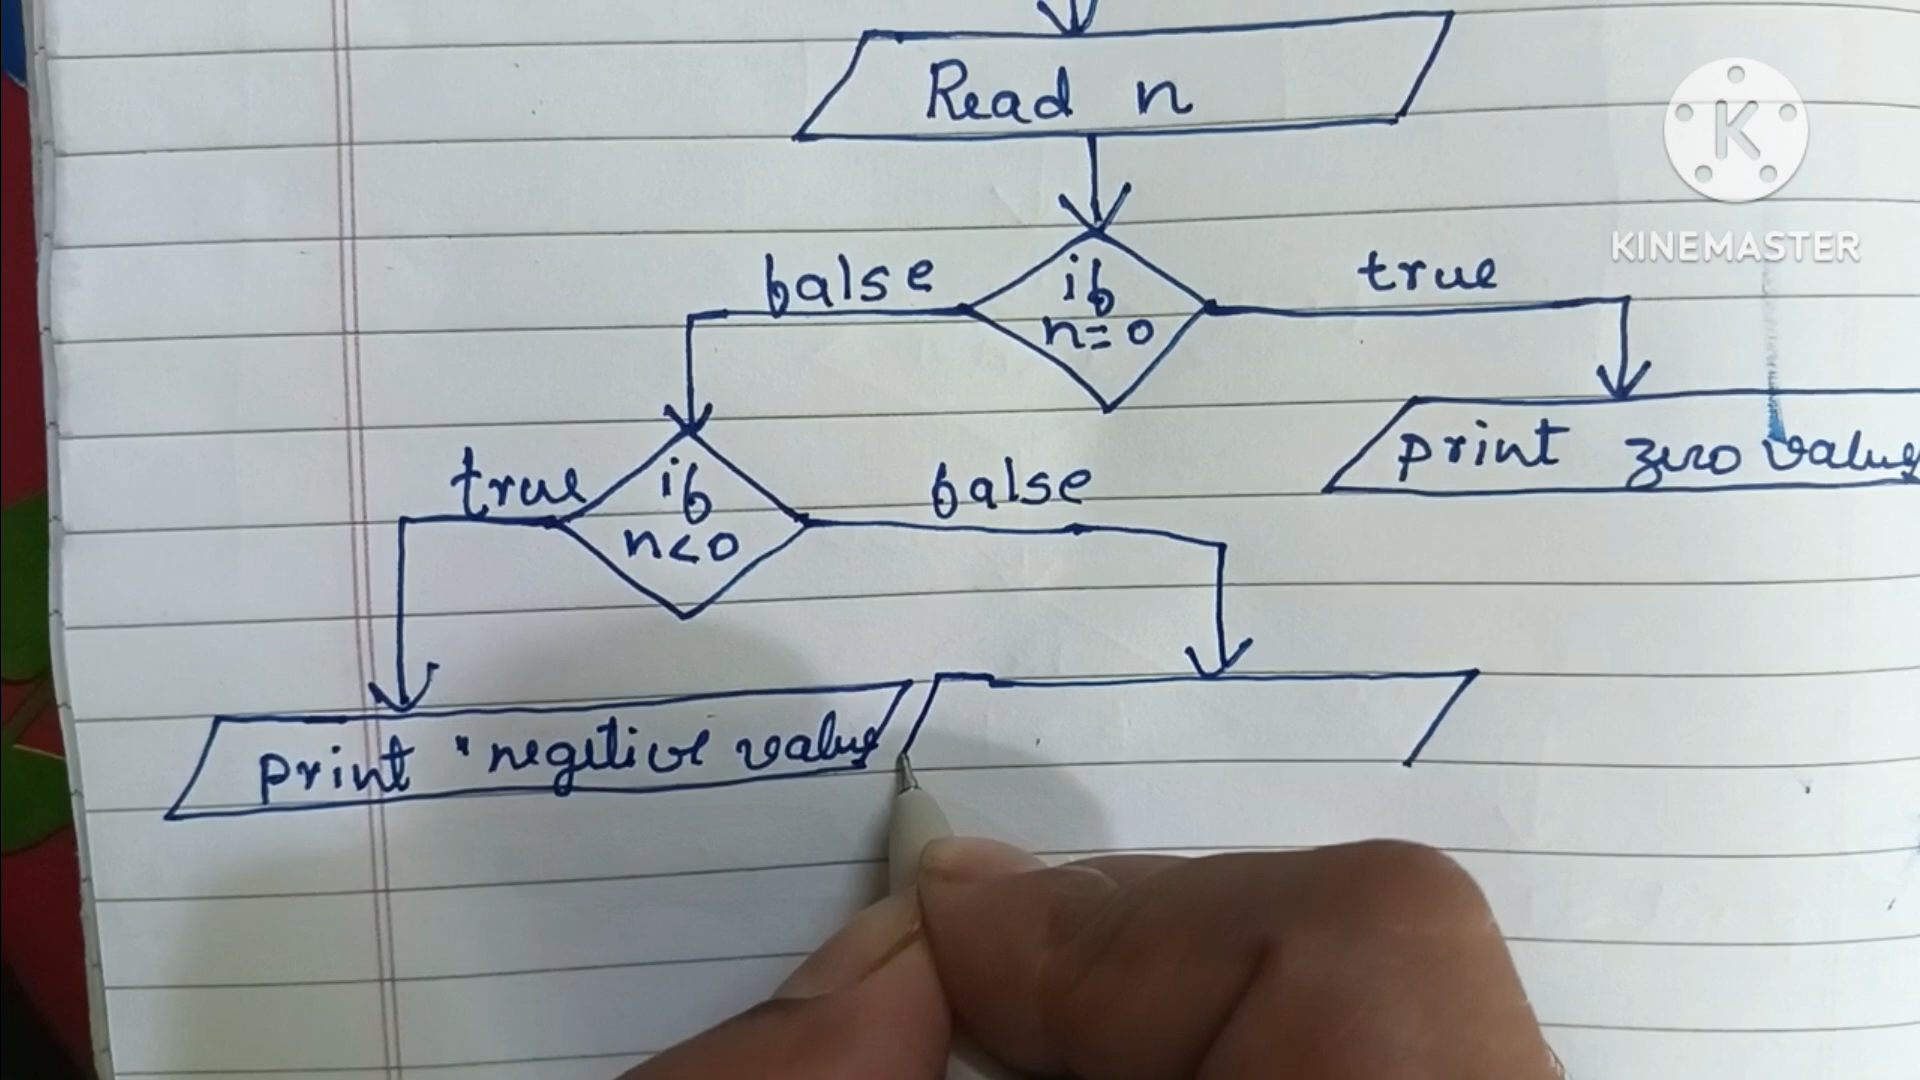 Read n
K
KINEMASTER
false
if
n=0
true
true
if
n<0
false
print zero value
print "negitive value